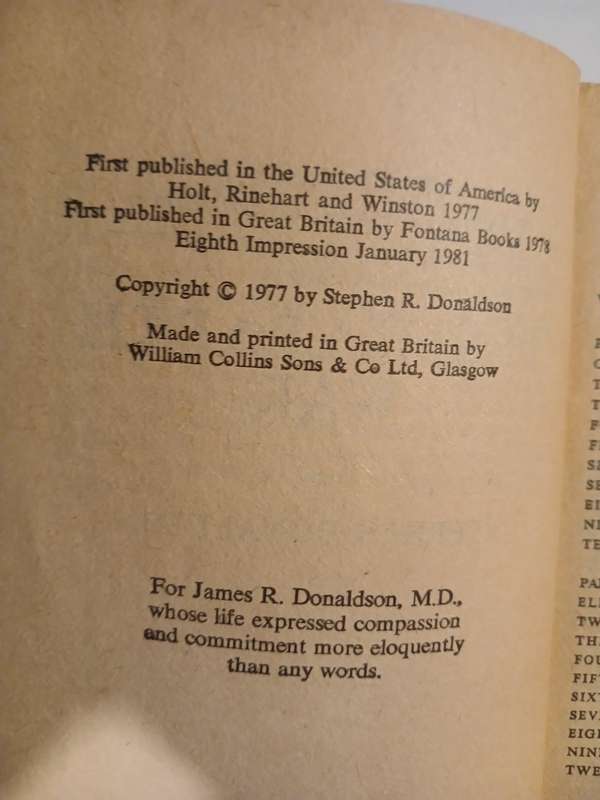 First published in the United States of America by
Holt, Rinehart and Winston 1977
First published in Great Britain by Fontana Books 1978
Eighth Impression January 1981
Copyright © 1977 by Stephen R. Donaldson
Made and printed in Great Britain by
William Collins Sons & Co Ltd, Glasgow
For James R. Donaldson, M.D.,
whose life expressed compassion
and commitment more eloquently
than any words.